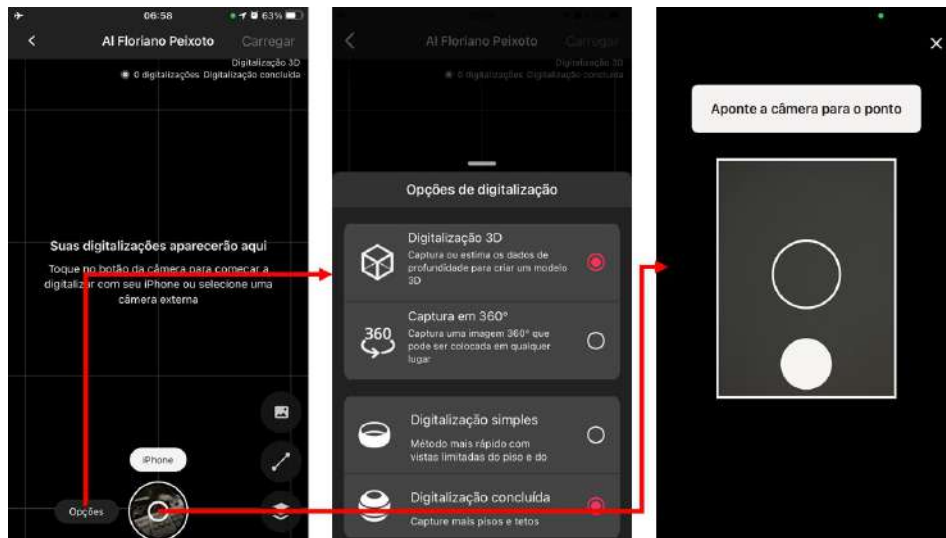 06:58
63%
Al Floriano Peixoto
Carregar
Digitalização 3D
0 digitalizações Digitalização concluída
Suas digitalizações aparecerão aqui
Toque no botão da câmera para começar a
digitalizar com seu iPhone ou selecione uma
câmera externa
iPhone
Opções
Al Floriano Peixoto
Carregar
Digitalização 3D
0 digitalizações Digitalização concluída
Opções de digitalização
Digitalização 3D
Captura ou estima os dados de
profundidade para criar um modelo
3D
360
Captura em 360°
Captura uma imagem 360° que
pode ser colocada em qualquer
lugar
Digitalização simples
Método mais rápido com
vistas limitadas do piso e do
Digitalização concluída
Capture mais pisos e tetos
Aponte a câmera para o ponto